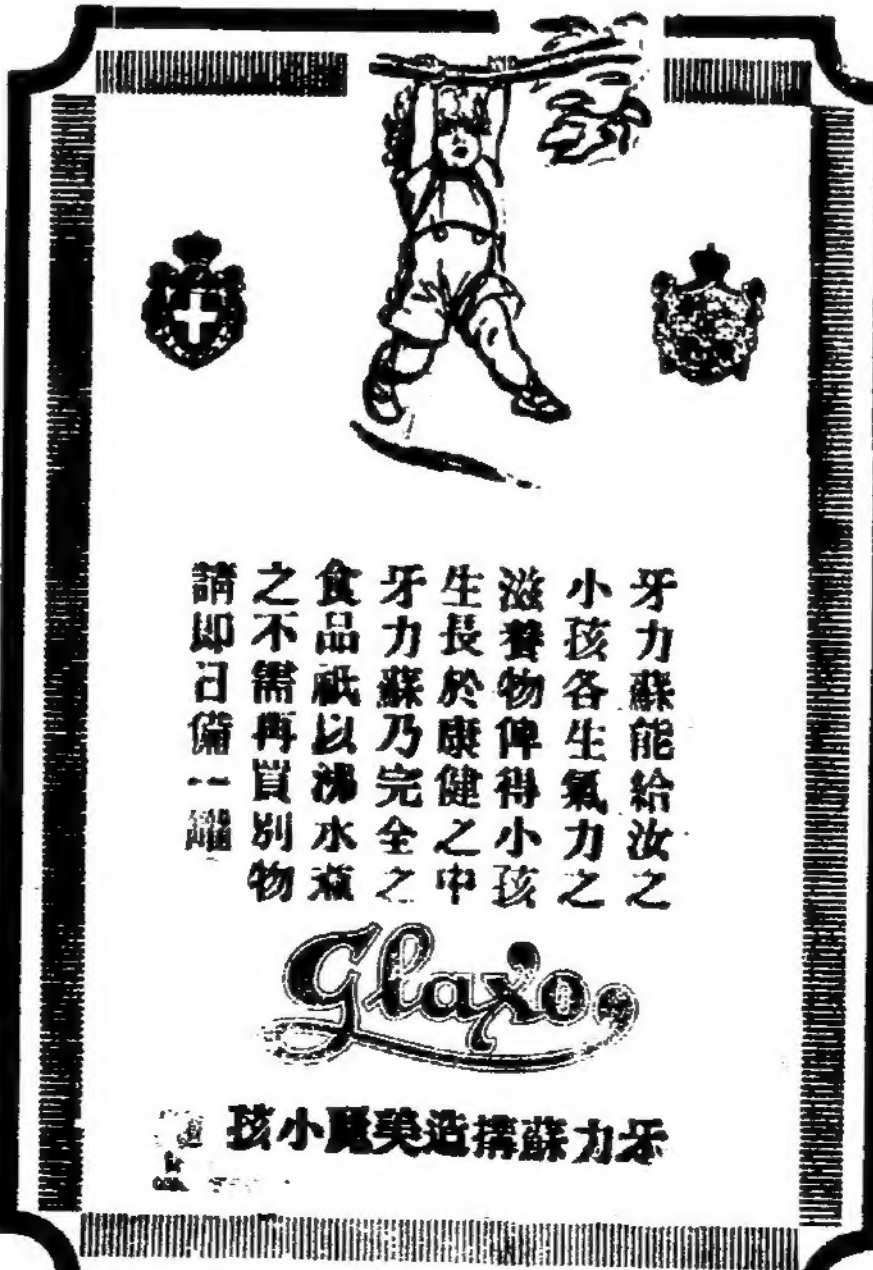 牙力蘇能給汝之
小孩各生氣力之
滋養物俾得小孩
生長於康健之中
牙力蘇乃完全之
食品祇以沸水煮
之不需再買別物
請即日備一罐
Glaxo
牙力蘇構造美麗小孩